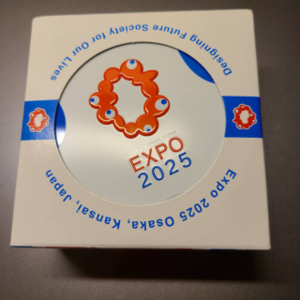 Designing Future Society for Our Lives
EXPO
2025
Expo 2025 Osaka, Kansai, Japan